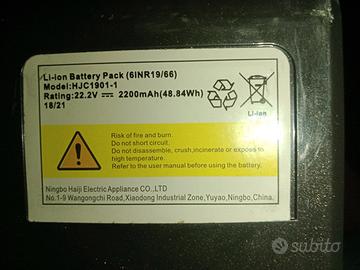 Li-ion Battery Pack (6INR19/66)
Model:HJC1901-1
Rating:22.2V⎓2200mAh(48.84Wh)
18/21
Li-ion
Risk of fire and burn.
Do not short circuit.
Do not disassemble, crush,incinerate or expose to
high temperature.
Refer to the user manual before using the battery.
Ningbo Haiji Electric Appliance CO.,LTD
No.1-9 Wangongchi Road,Xiaodong Industrial Zone,Yuyao,Ningbo,China.
subito